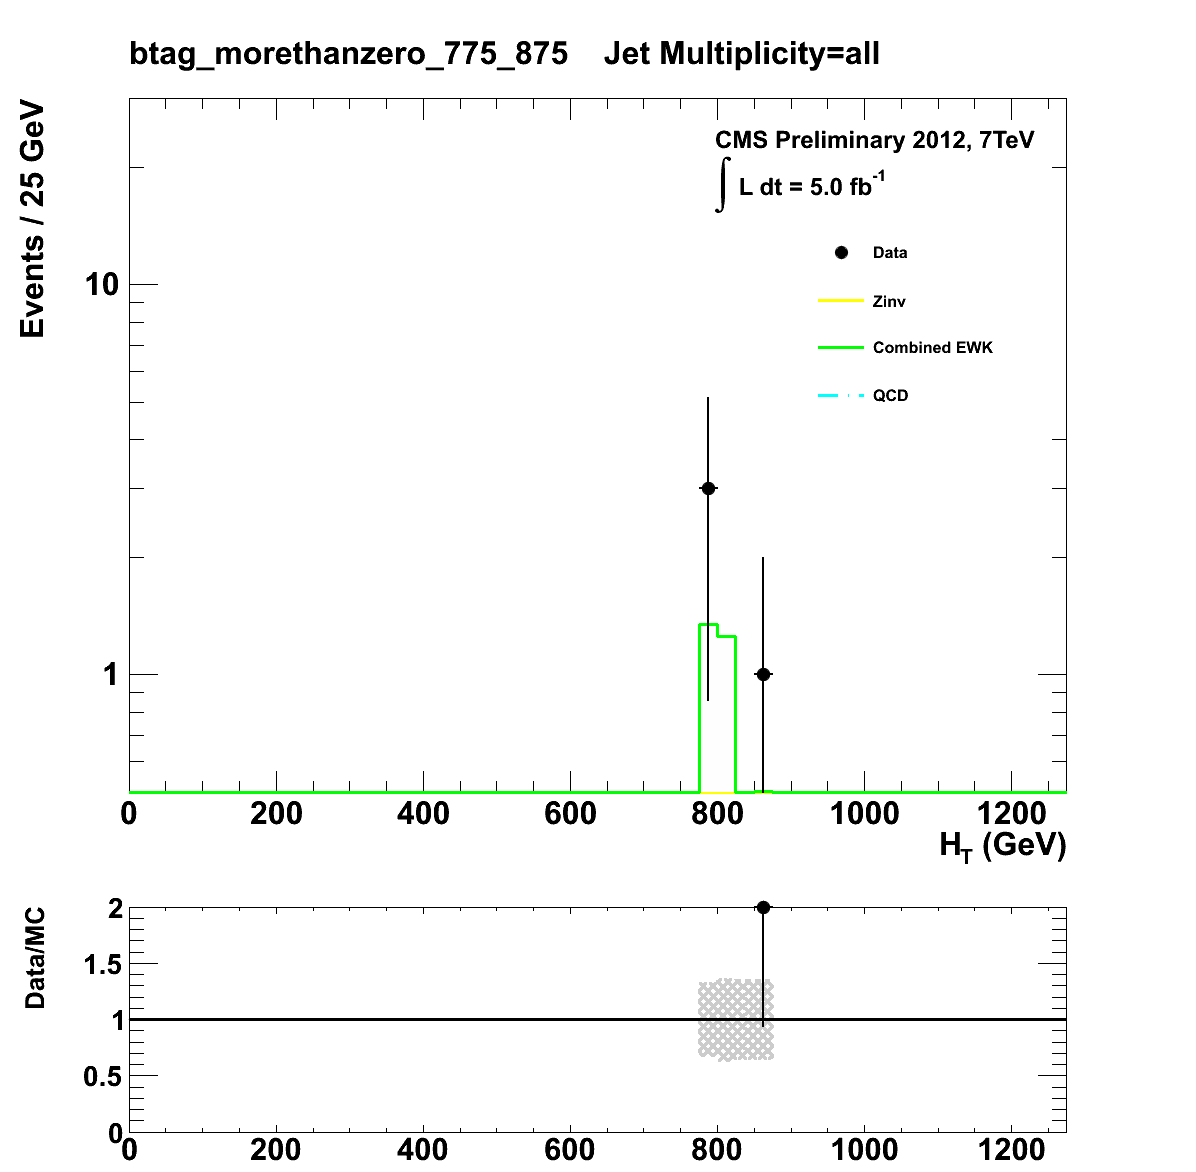 btag_morethanzero_775_875 Jet Multiplicity=all
Events / 25 GeV
CMS Preliminary 2012, 7TeV
∫ L dt = 5.0 fb⁻¹
Data
Zinv
Combined EWK
QCD
10
1
0 200 400 600 800 1000 1200
H_T (GeV)
Data/MC
2
1.5
1
0.5
0
0 200 400 600 800 1000 1200